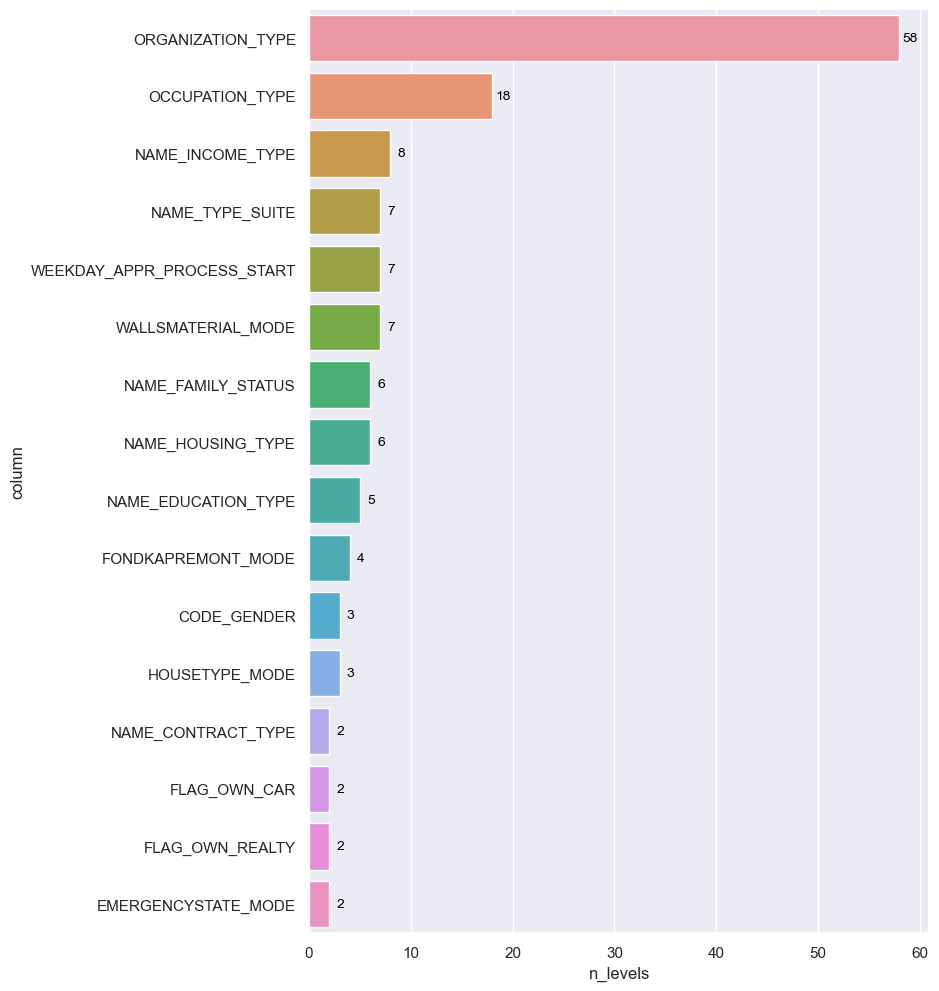 ORGANIZATION_TYPE 58
OCCUPATION_TYPE 18
NAME_INCOME_TYPE 8
NAME_TYPE_SUITE 7
WEEKDAY_APPR_PROCESS_START 7
WALLSMATERIAL_MODE 7
NAME_FAMILY_STATUS 6
NAME_HOUSING_TYPE 6
column
NAME_EDUCATION_TYPE 5
FONDKAPREMONT_MODE 4
CODE_GENDER 3
HOUSETYPE_MODE 3
NAME_CONTRACT_TYPE 2
FLAG_OWN_CAR 2
FLAG_OWN_REALTY 2
EMERGENCYSTATE_MODE 2
0 10 20 30 40 50 60
n_levels